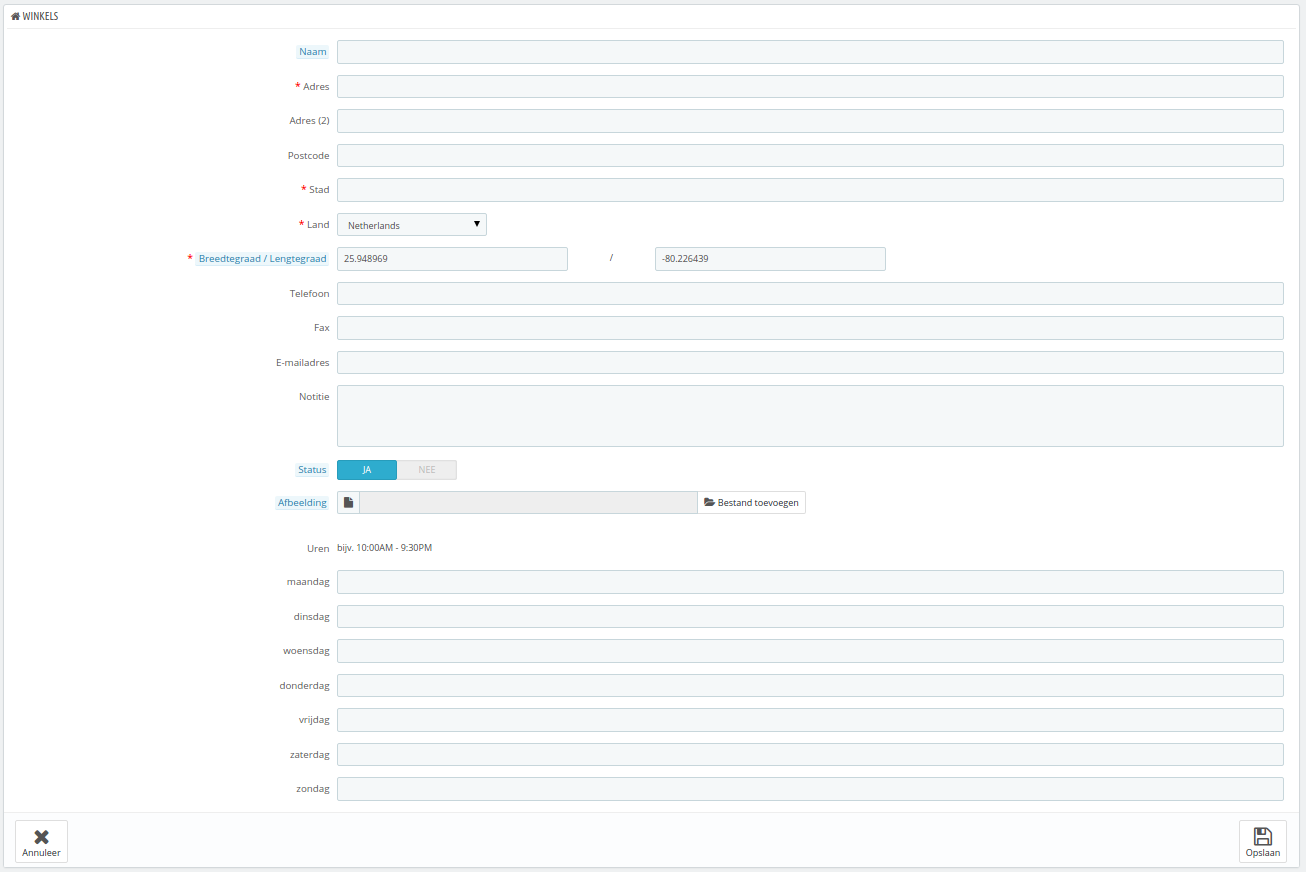 WINKELS
Naam
* Adres
Adres (2)
Postcode
* Stad
* Land Netherlands
* Breedtegraad / Lengtegraad 25.948969 / -80.226439
Telefoon
Fax
E-mailadres
Notitie
Status JA NEE
Afbeelding Bestand toevoegen
Uren bijv. 10:00AM - 9:30PM
maandag
dinsdag
woensdag
donderdag
vrijdag
zaterdag
zondag
Annuleer Opslaan